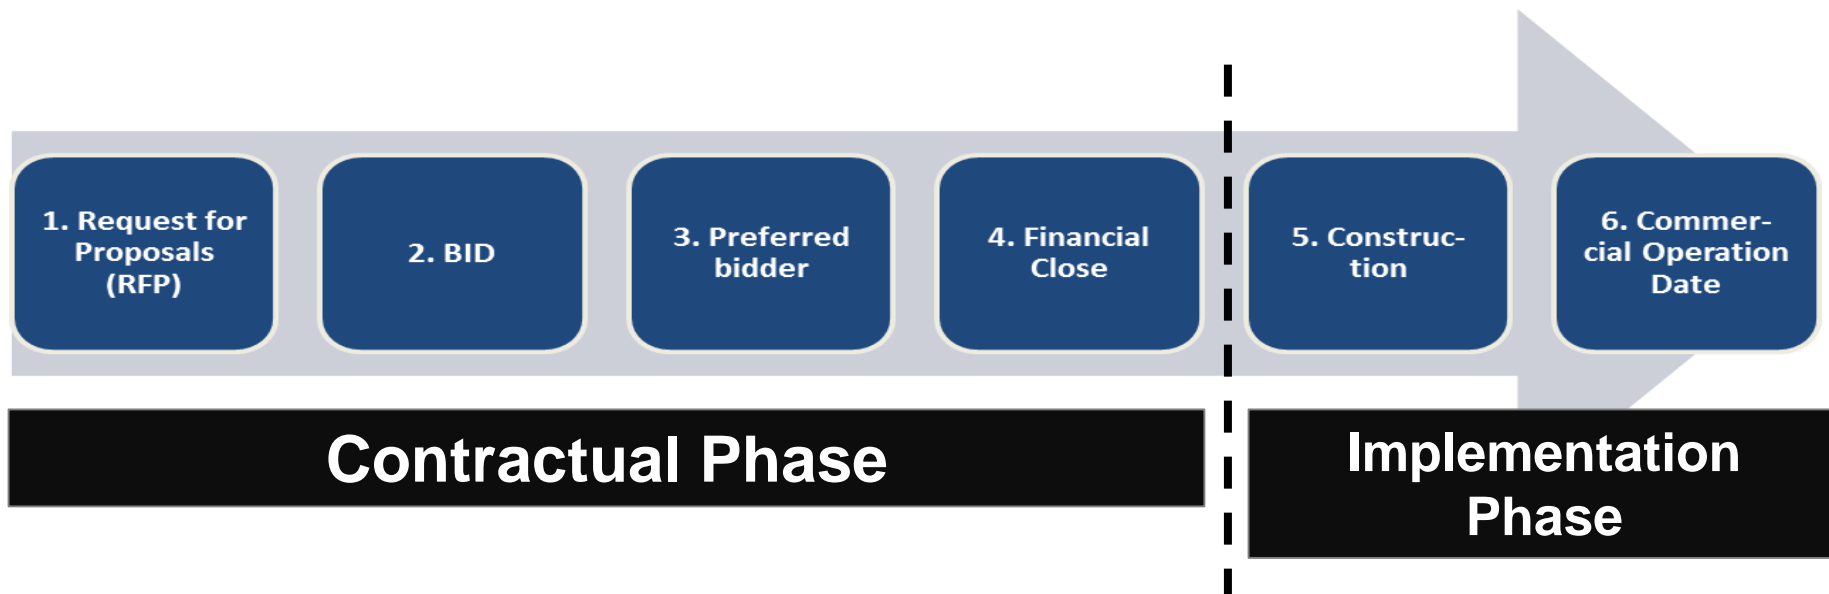 1. Request for
Proposals
(RFP)
2. BID
3. Preferred
bidder
4. Financial
Close
5. Construc-
tion
6. Commer-
cial Operation
Date
Contractual Phase
Implementation
Phase